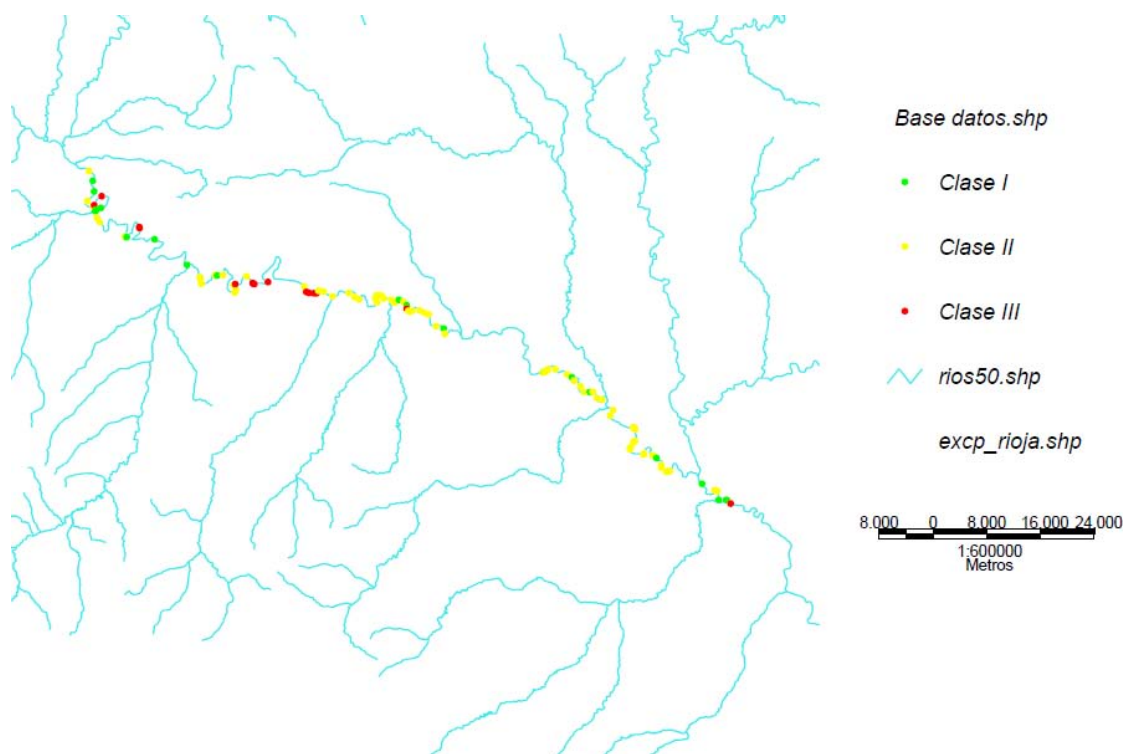 Base datos.shp
Clase I
Clase II
Clase III
rios50.shp
excp_rioja.shp
8.000 0 8.000 16.000 24.000
1:600000
Metros